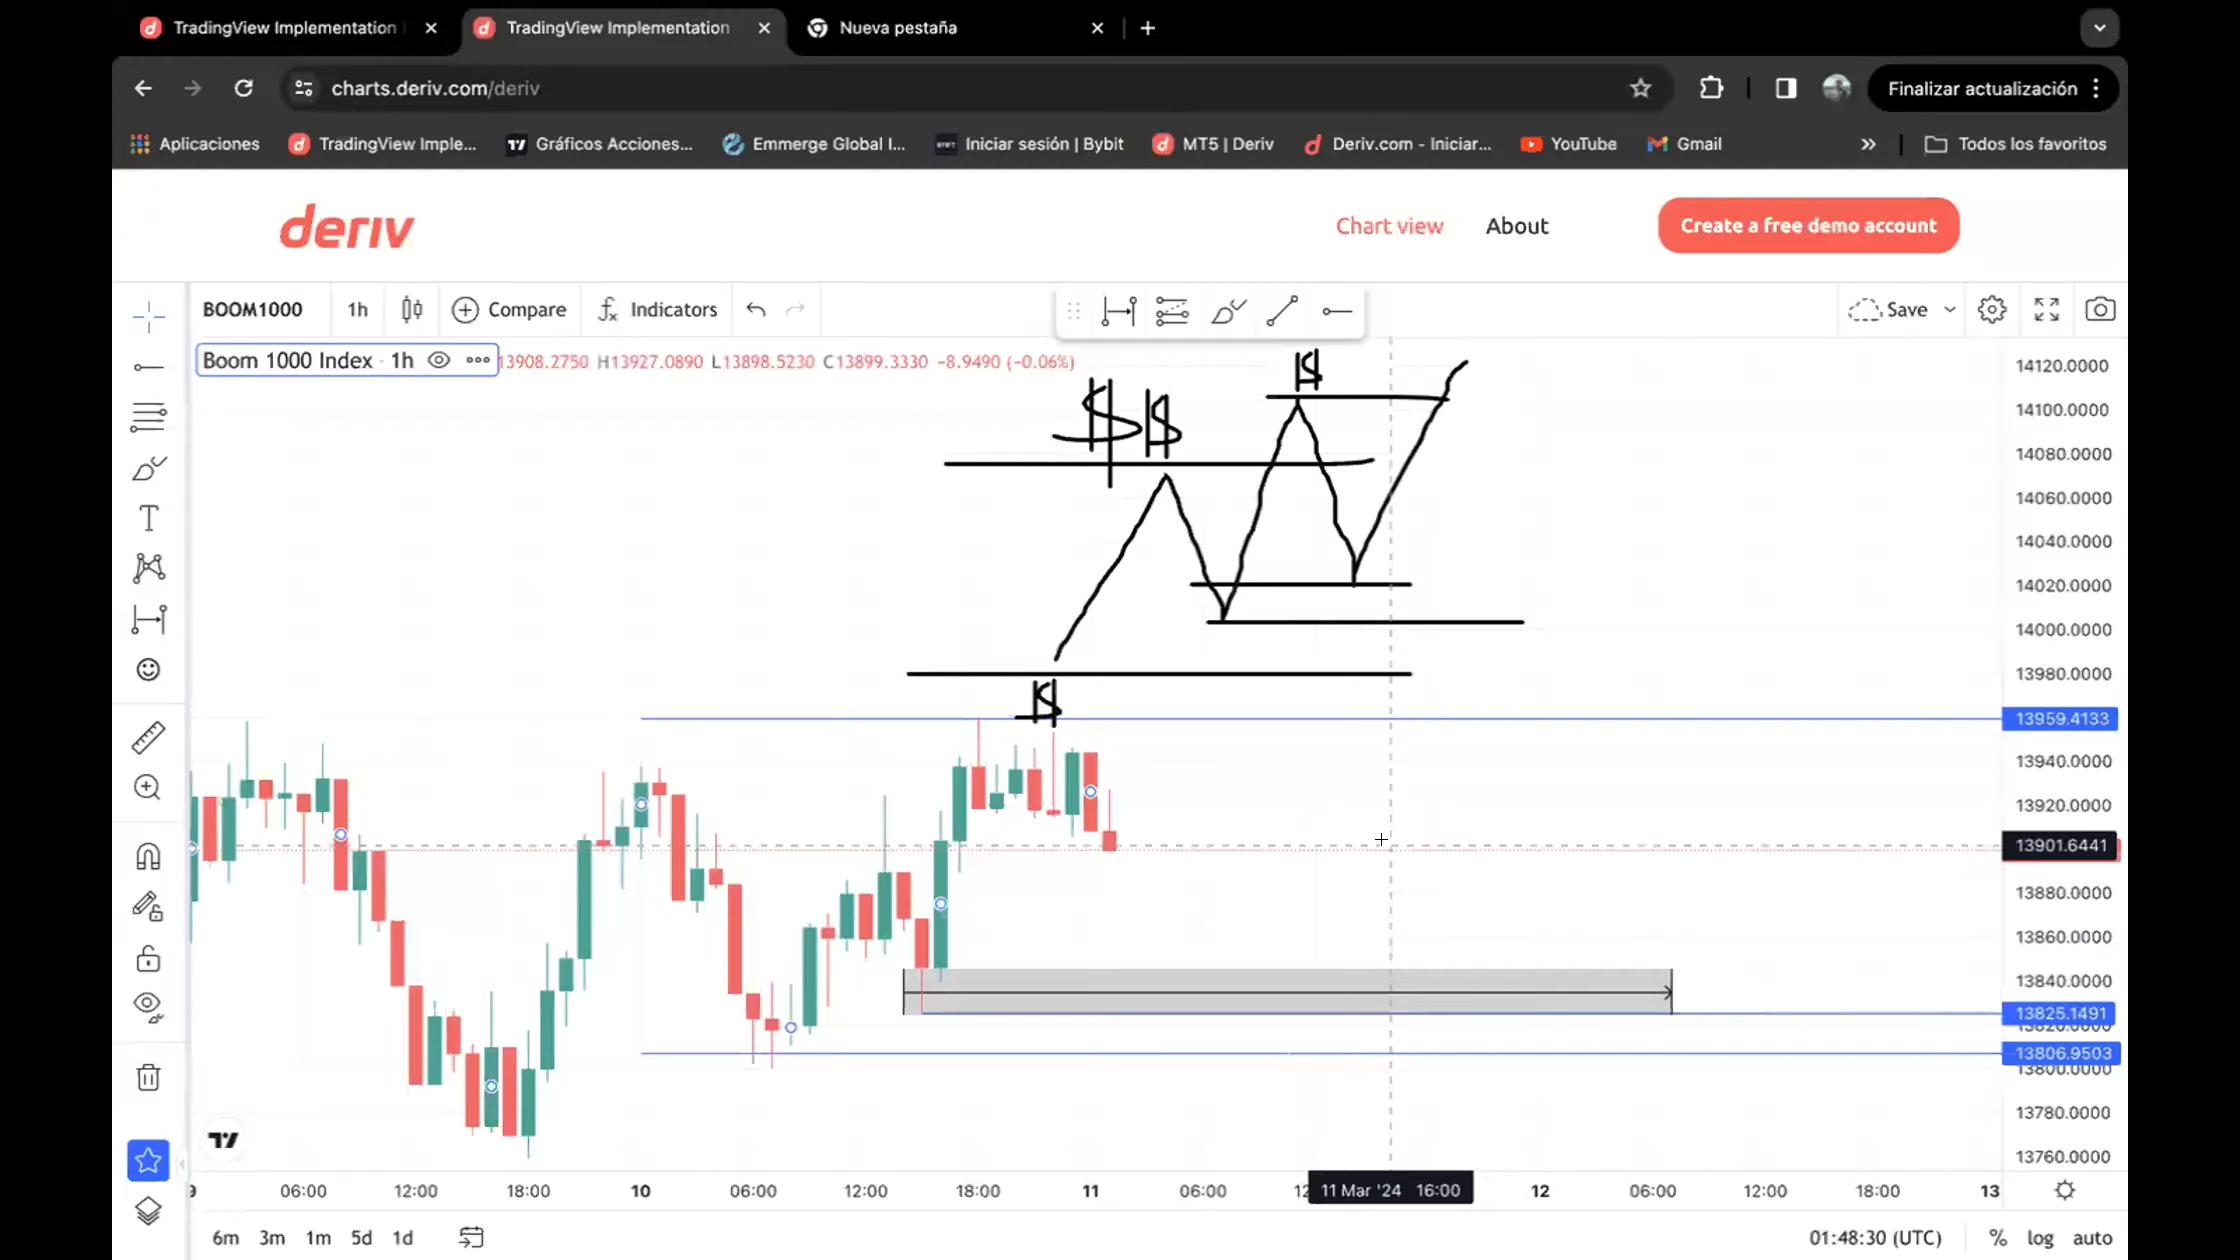 TradingView Implementation
TradingView Implementation
Nueva pestaña
charts.deriv.com/deriv
Finalizar actualización
Aplicaciones
TradingView Imple...
Gráficos Acciones...
Emmerge Global I...
Iniciar sesión | Bybit
MT5 | Deriv
Deriv.com - Iniciar...
YouTube
Gmail
Todos los favoritos
deriv
Chart view
About
Create a free demo account
BOOM1000
1h
Compare
Indicators
Save
Boom 1000 Index · 1h
13908.2750 H13927.0890 L13898.5230 C13899.3330 -8.9490 (-0.06%)
$
$ $
$
14120.0000
14100.0000
14080.0000
14060.0000
14040.0000
14020.0000
14000.0000
13980.0000
13959.4133
13940.0000
13920.0000
13901.6441
13880.0000
13860.0000
13840.0000
13825.1491
13820.0000
13806.9503
13800.0000
13780.0000
13760.0000
9 06:00 12:00 18:00 10 06:00 12:00 18:00 11 06:00 11 Mar '24 16:00 12 06:00 12:00 18:00 13
6m 3m 1m 5d 1d
01:48:30 (UTC) % log auto